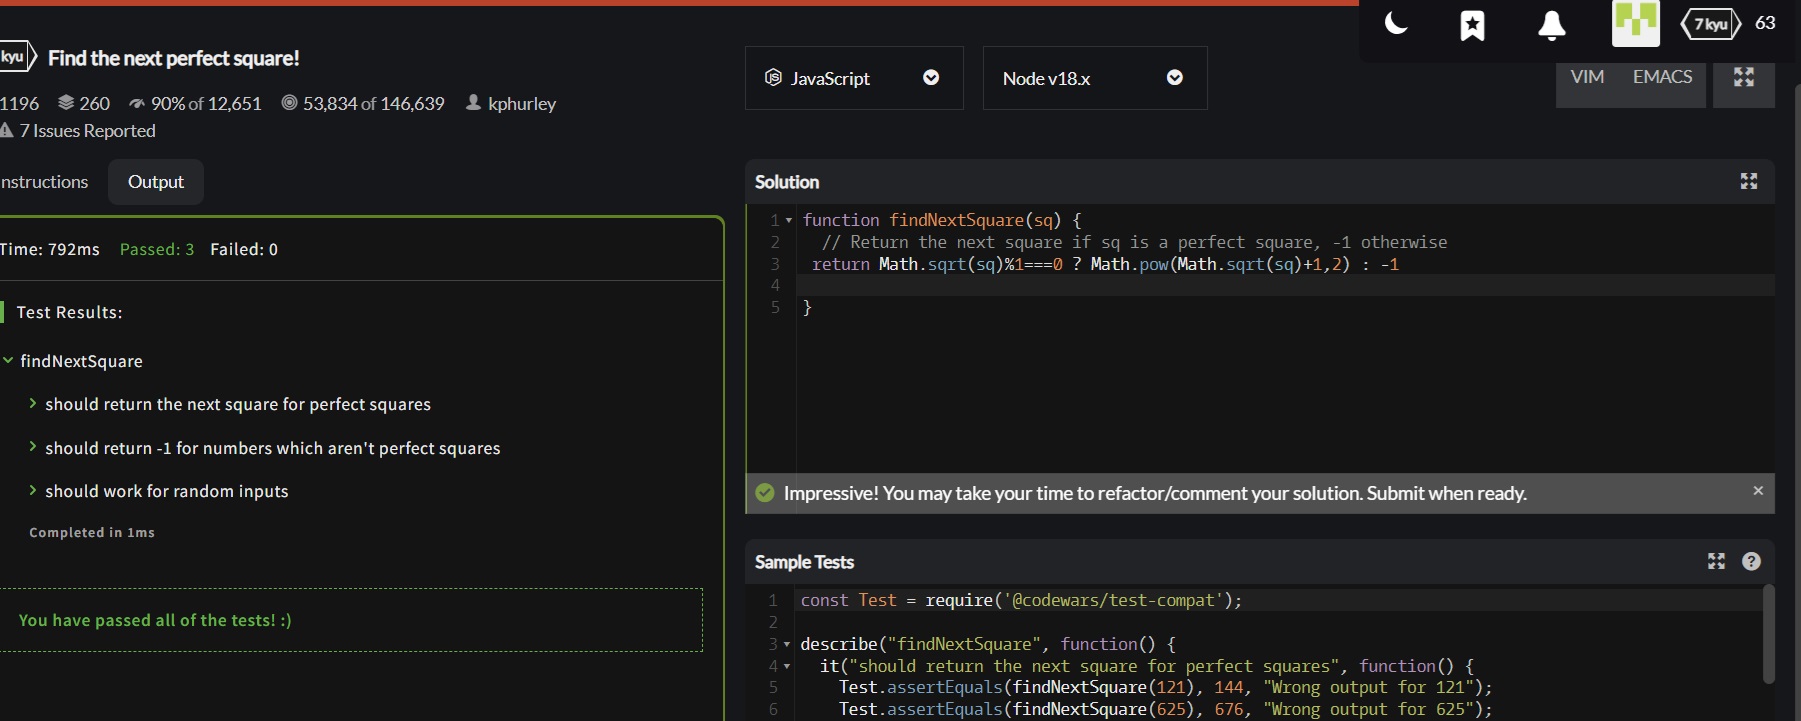 7 kyu 63
kyu Find the next perfect square!
JavaScript
Node v18.x
VIM EMACS
1196 260 90% of 12,651 53,834 of 146,639 kphurley
7 Issues Reported
nstructions Output
Time: 792ms Passed: 3 Failed: 0
Test Results:
findNextSquare
should return the next square for perfect squares
should return -1 for numbers which aren't perfect squares
should work for random inputs
Completed in 1ms
You have passed all of the tests! :)
Solution
1 function findNextSquare(sq) {
2 // Return the next square if sq is a perfect square, -1 otherwise
3 return Math.sqrt(sq)%1===0 ? Math.pow(Math.sqrt(sq)+1,2) : -1
4
5 }
Impressive! You may take your time to refactor/comment your solution. Submit when ready.
Sample Tests
1 const Test = require('@codewars/test-compat');
2
3 describe("findNextSquare", function() {
4 it("should return the next square for perfect squares", function() {
5 Test.assertEquals(findNextSquare(121), 144, "Wrong output for 121");
6 Test.assertEquals(findNextSquare(625), 676, "Wrong output for 625");